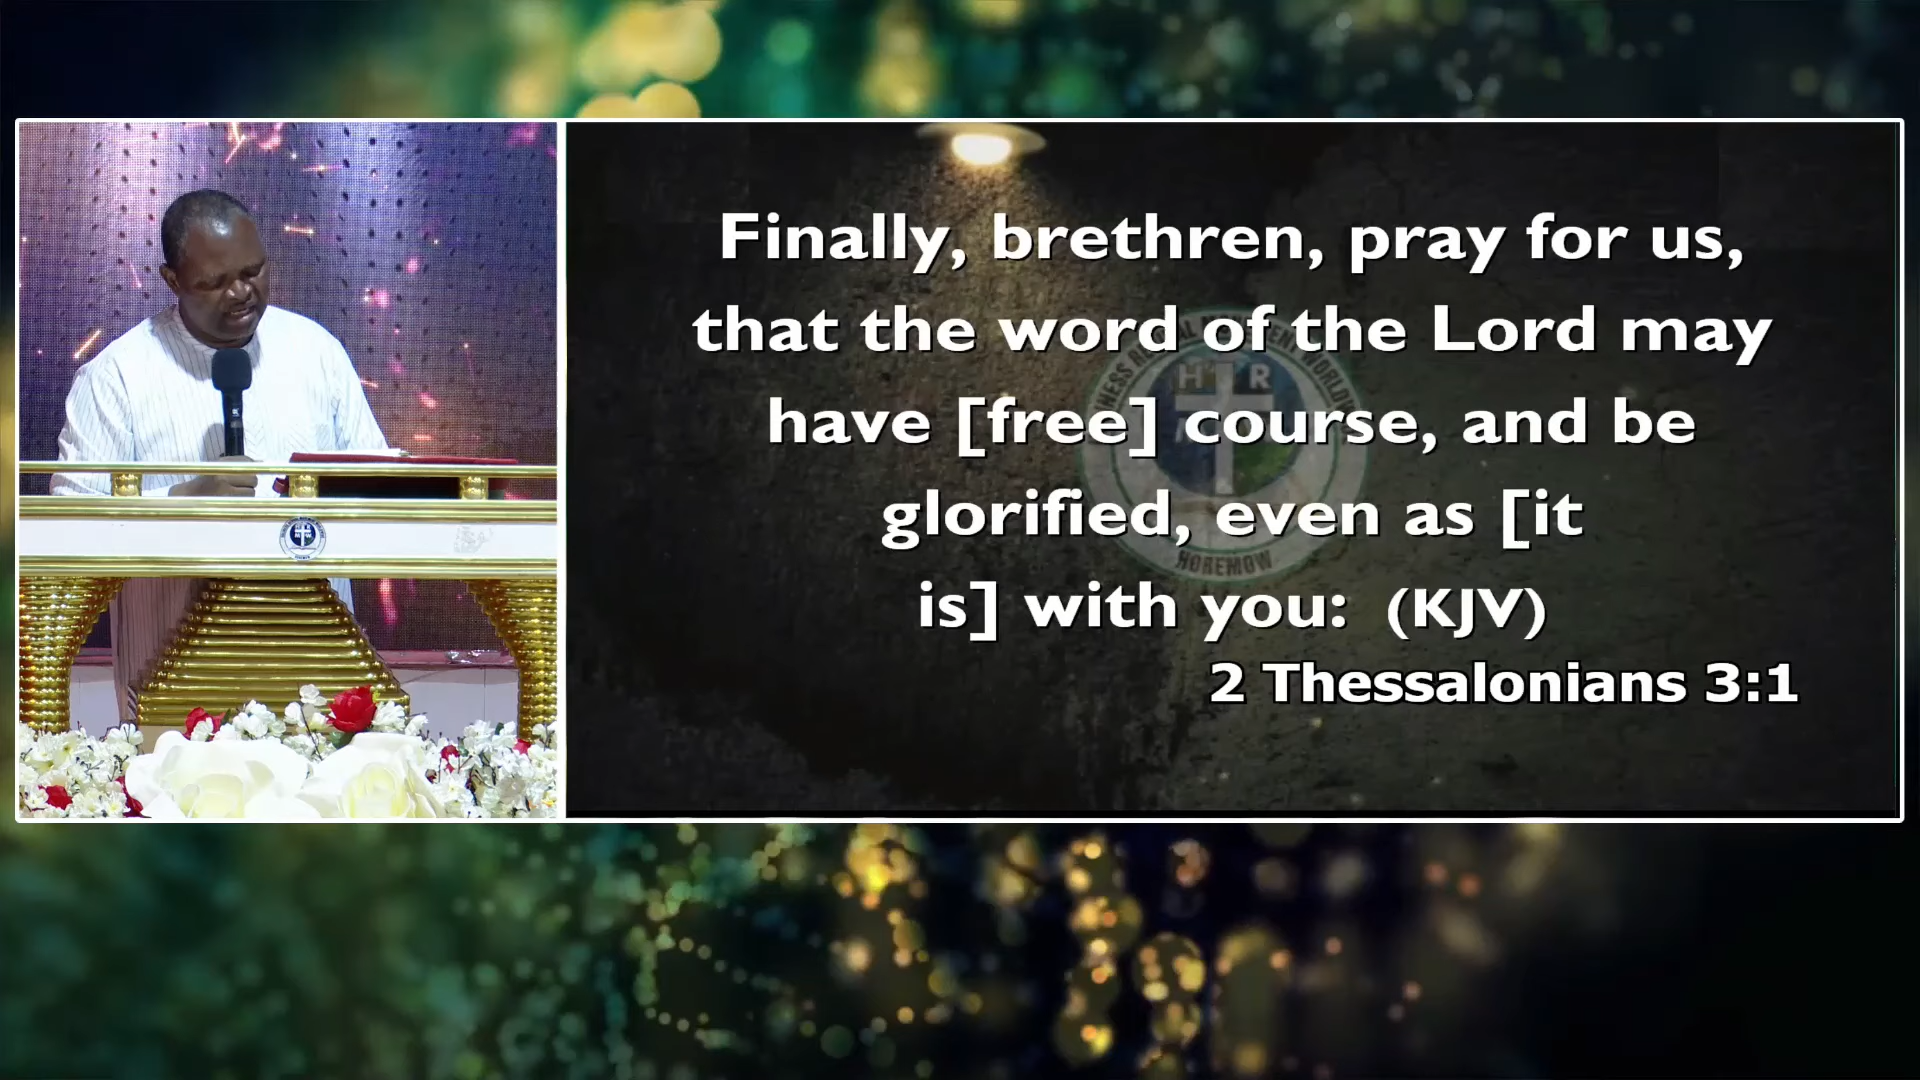 Finally, brethren, pray for us,
that the word of the Lord may
have [free] course, and be
glorified, even as [it
is] with you: (KJV)
2 Thessalonians 3:1
H R
HOREMOW